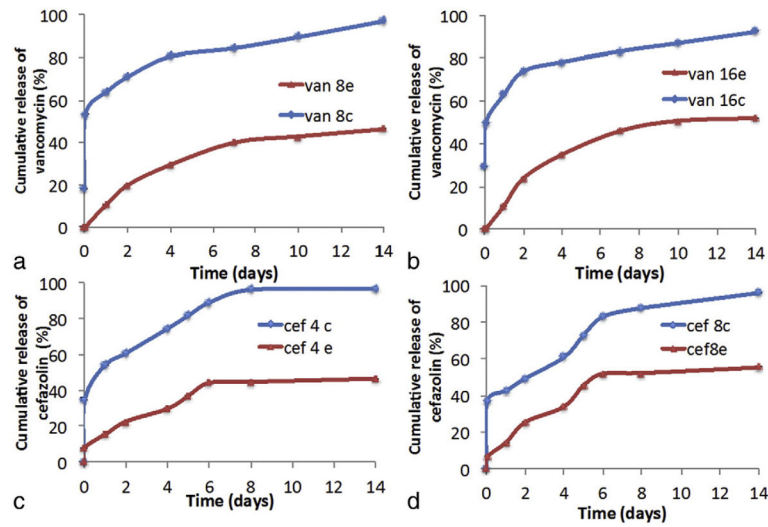 Cumulative release of
vancomycin (%)
100
80
60
40
20
0
van 8e
van 8c
0 2 4 6 8 10 12 14
Time (days)
a
Cumulative release of
vancomycin (%)
100
80
60
40
20
0
van 16e
van 16c
0 2 4 6 8 10 12 14
Time (days)
b
Cumulative release of
cefazolin (%)
100
80
60
40
20
0
cef 4 c
cef 4 e
0 2 4 6 8 10 12 14
Time (days)
c
Cumulative release of
cefazolin (%)
100
80
60
40
20
0
cef 8c
cef8e
0 2 4 6 8 10 12 14
Time (days)
d